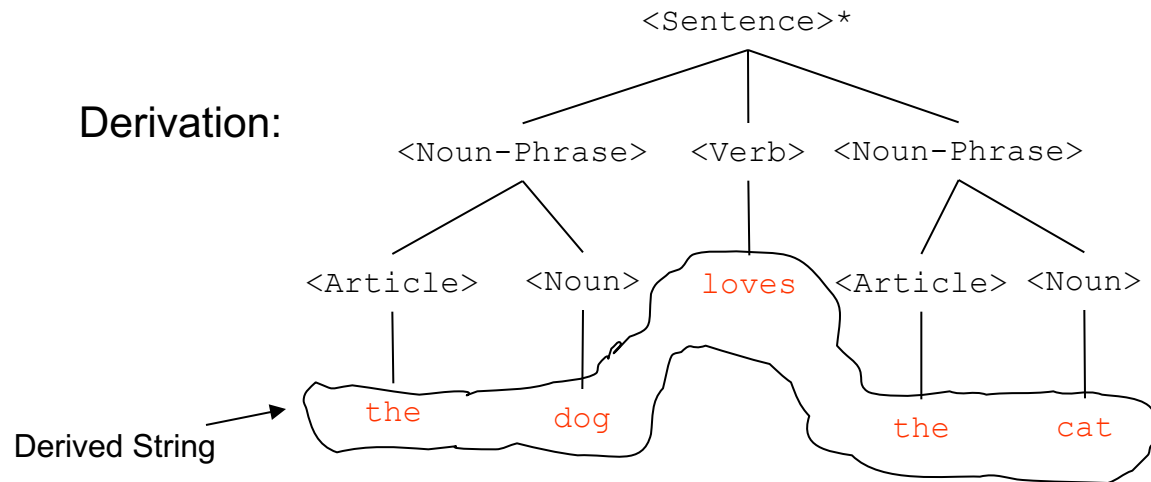 <Sentence>*
Derivation:
<Noun-Phrase> <Verb> <Noun-Phrase>
<Article> <Noun> loves <Article> <Noun>
the dog the cat
Derived String